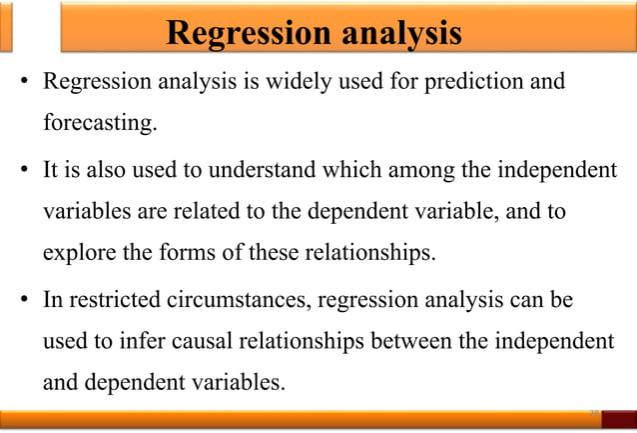 Regression analysis
• Regression analysis is widely used for prediction and
forecasting.
• It is also used to understand which among the independent
variables are related to the dependent variable, and to
explore the forms of these relationships.
• In restricted circumstances, regression analysis can be
used to infer causal relationships between the independent
and dependent variables.